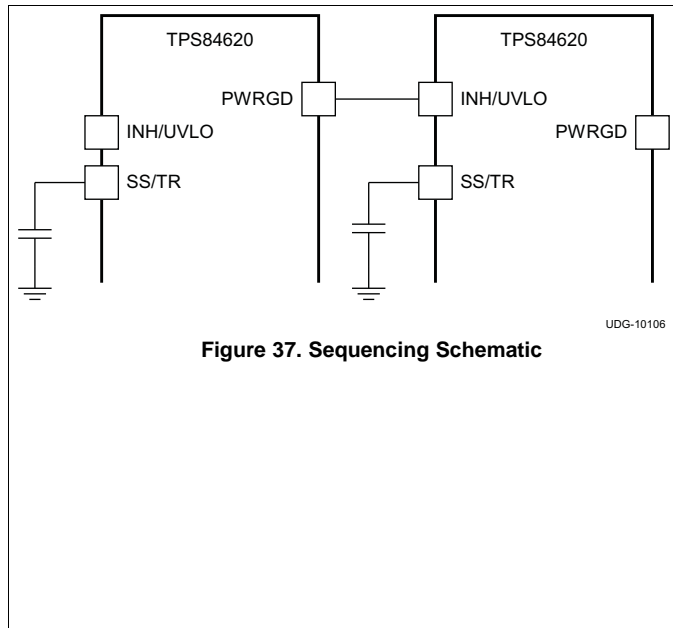 TPS84620 TPS84620
PWRGD INH/UVLO
INH/UVLO PWRGD
SS/TR SS/TR
UDG-10106
Figure 37. Sequencing Schematic